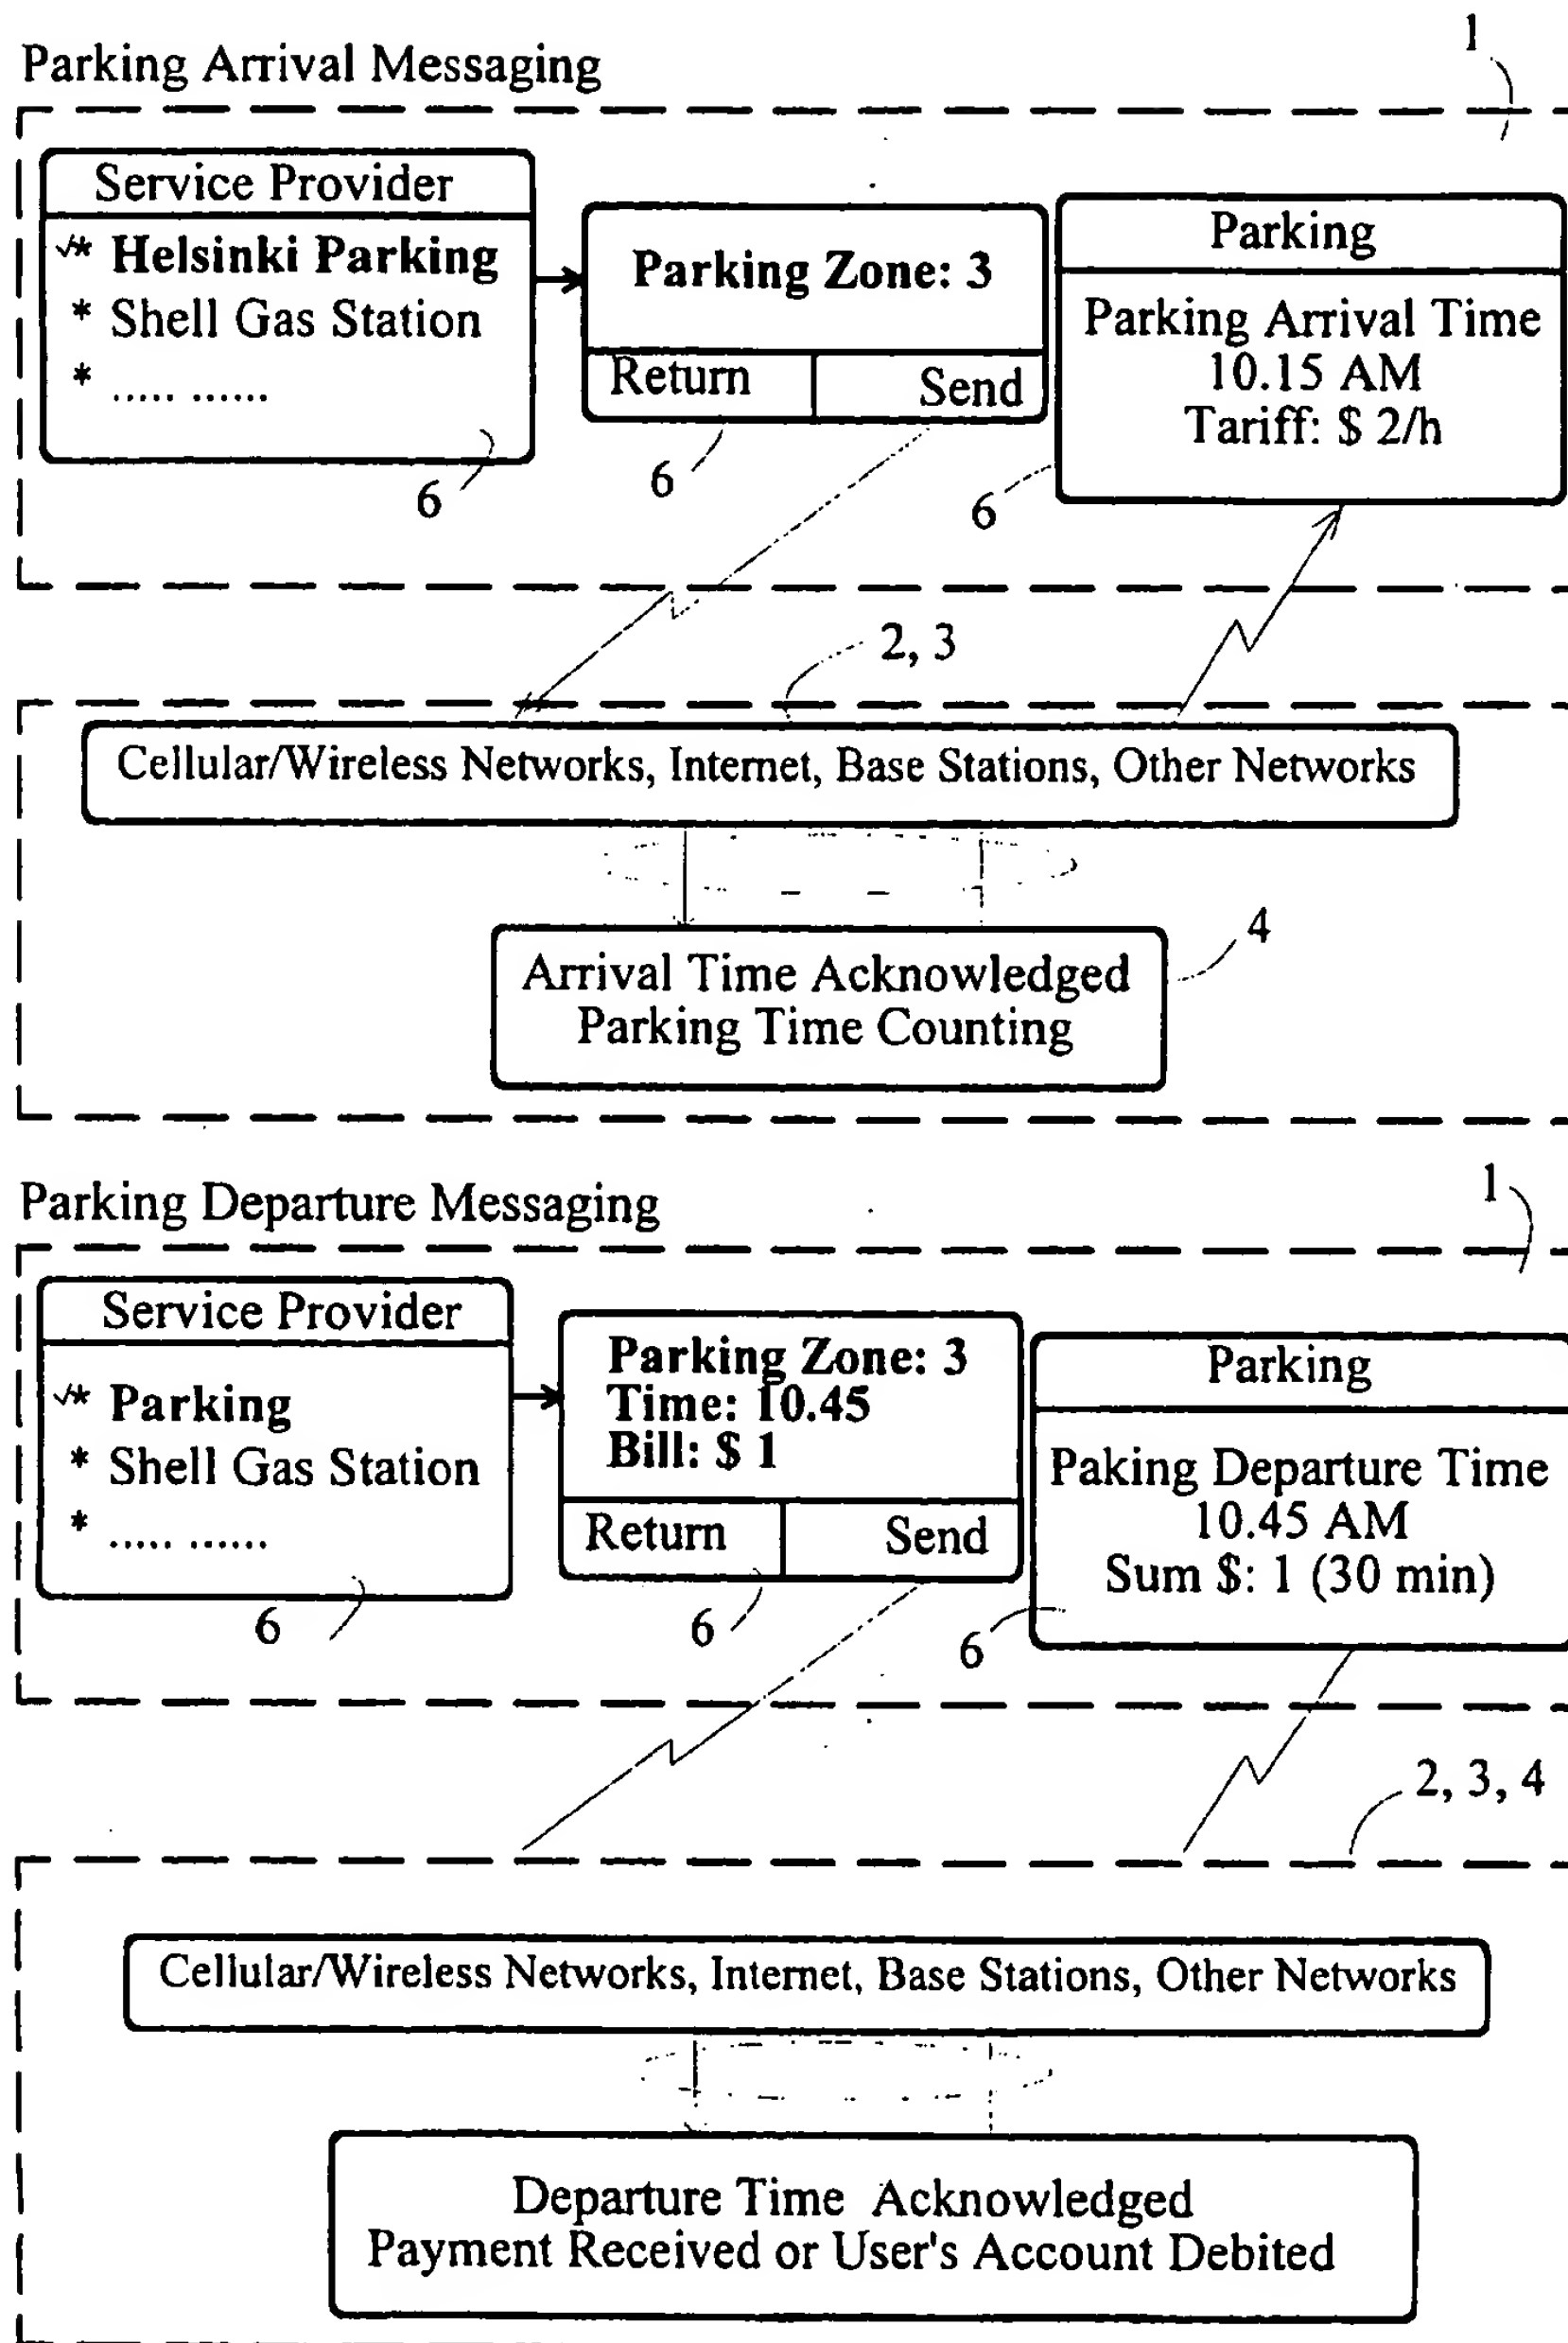 1
Parking Arrival Messaging
Service Provider
√* Helsinki Parking
* Shell Gas Station
* ..... ......
6
Parking Zone: 3
Return Send
6
Parking
Parking Arrival Time
10.15 AM
Tariff: $ 2/h
6
2, 3
Cellular/Wireless Networks, Internet, Base Stations, Other Networks
4
Arrival Time Acknowledged
Parking Time Counting
1
Parking Departure Messaging
Service Provider
√* Parking
* Shell Gas Station
* ..... ......
6
Parking Zone: 3
Time: 10.45
Bill: $ 1
Return Send
6
Parking
Paking Departure Time
10.45 AM
Sum $: 1 (30 min)
6
2, 3, 4
Cellular/Wireless Networks, Internet, Base Stations, Other Networks
Departure Time Acknowledged
Payment Received or User's Account Debited